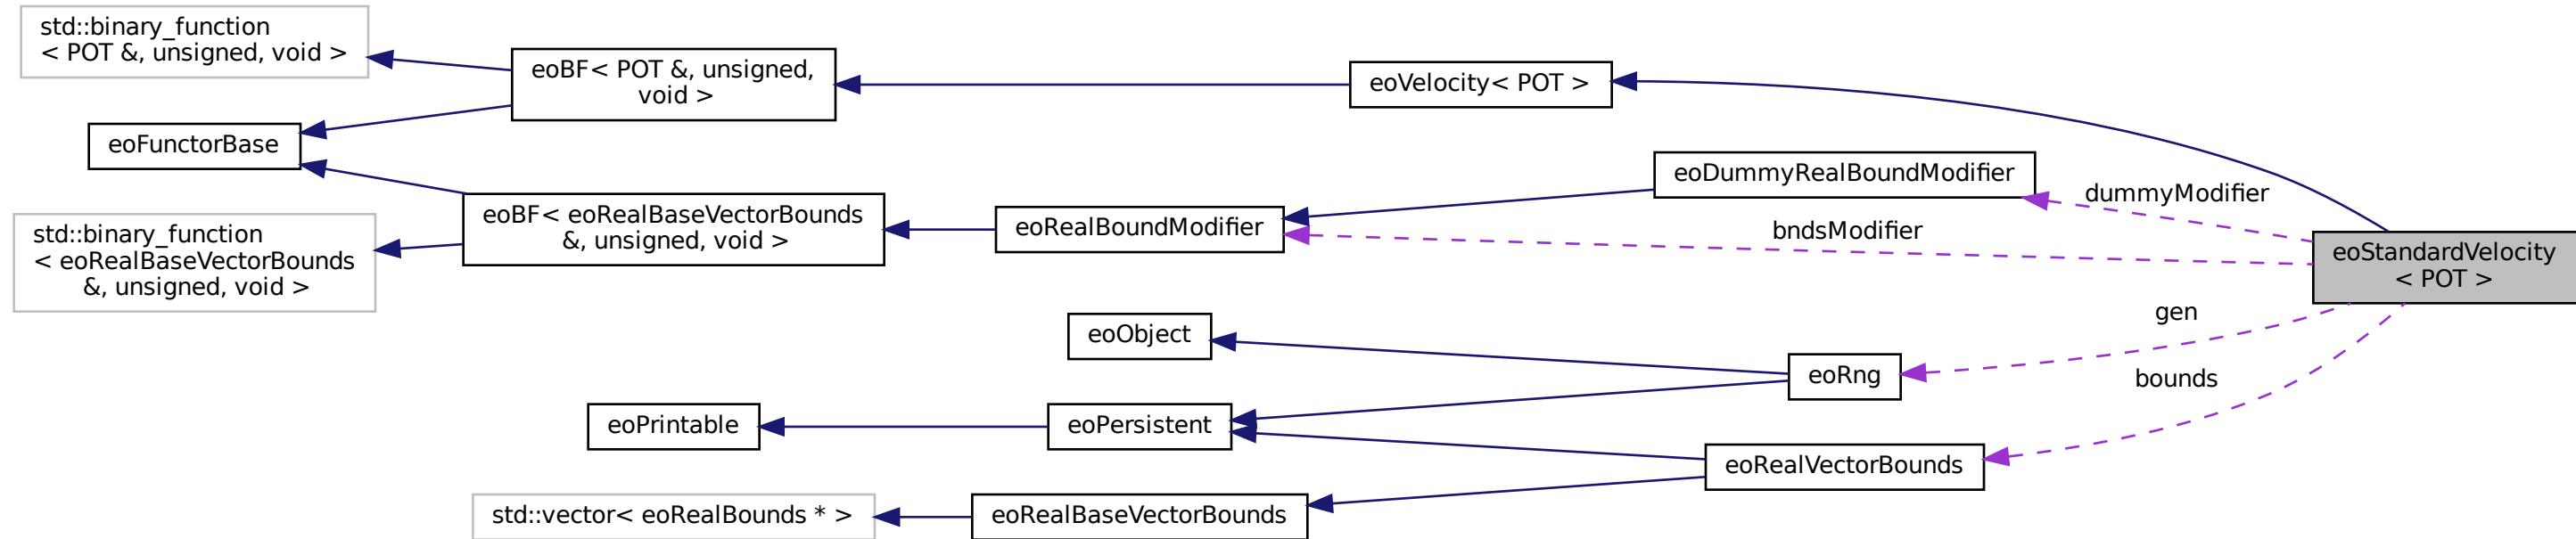 std::binary_function
< POT &, unsigned, void >
eoBF< POT &, unsigned,
void >
eoVelocity< POT >
eoFunctorBase
eoDummyRealBoundModifier
dummyModifier
eoBF< eoRealBaseVectorBounds
&, unsigned, void >
eoRealBoundModifier
bndsModifier
std::binary_function
< eoRealBaseVectorBounds
&, unsigned, void >
eoStandardVelocity
< POT >
gen
eoObject
eoRng
bounds
eoPrintable
eoPersistent
eoRealVectorBounds
std::vector< eoRealBounds * >
eoRealBaseVectorBounds